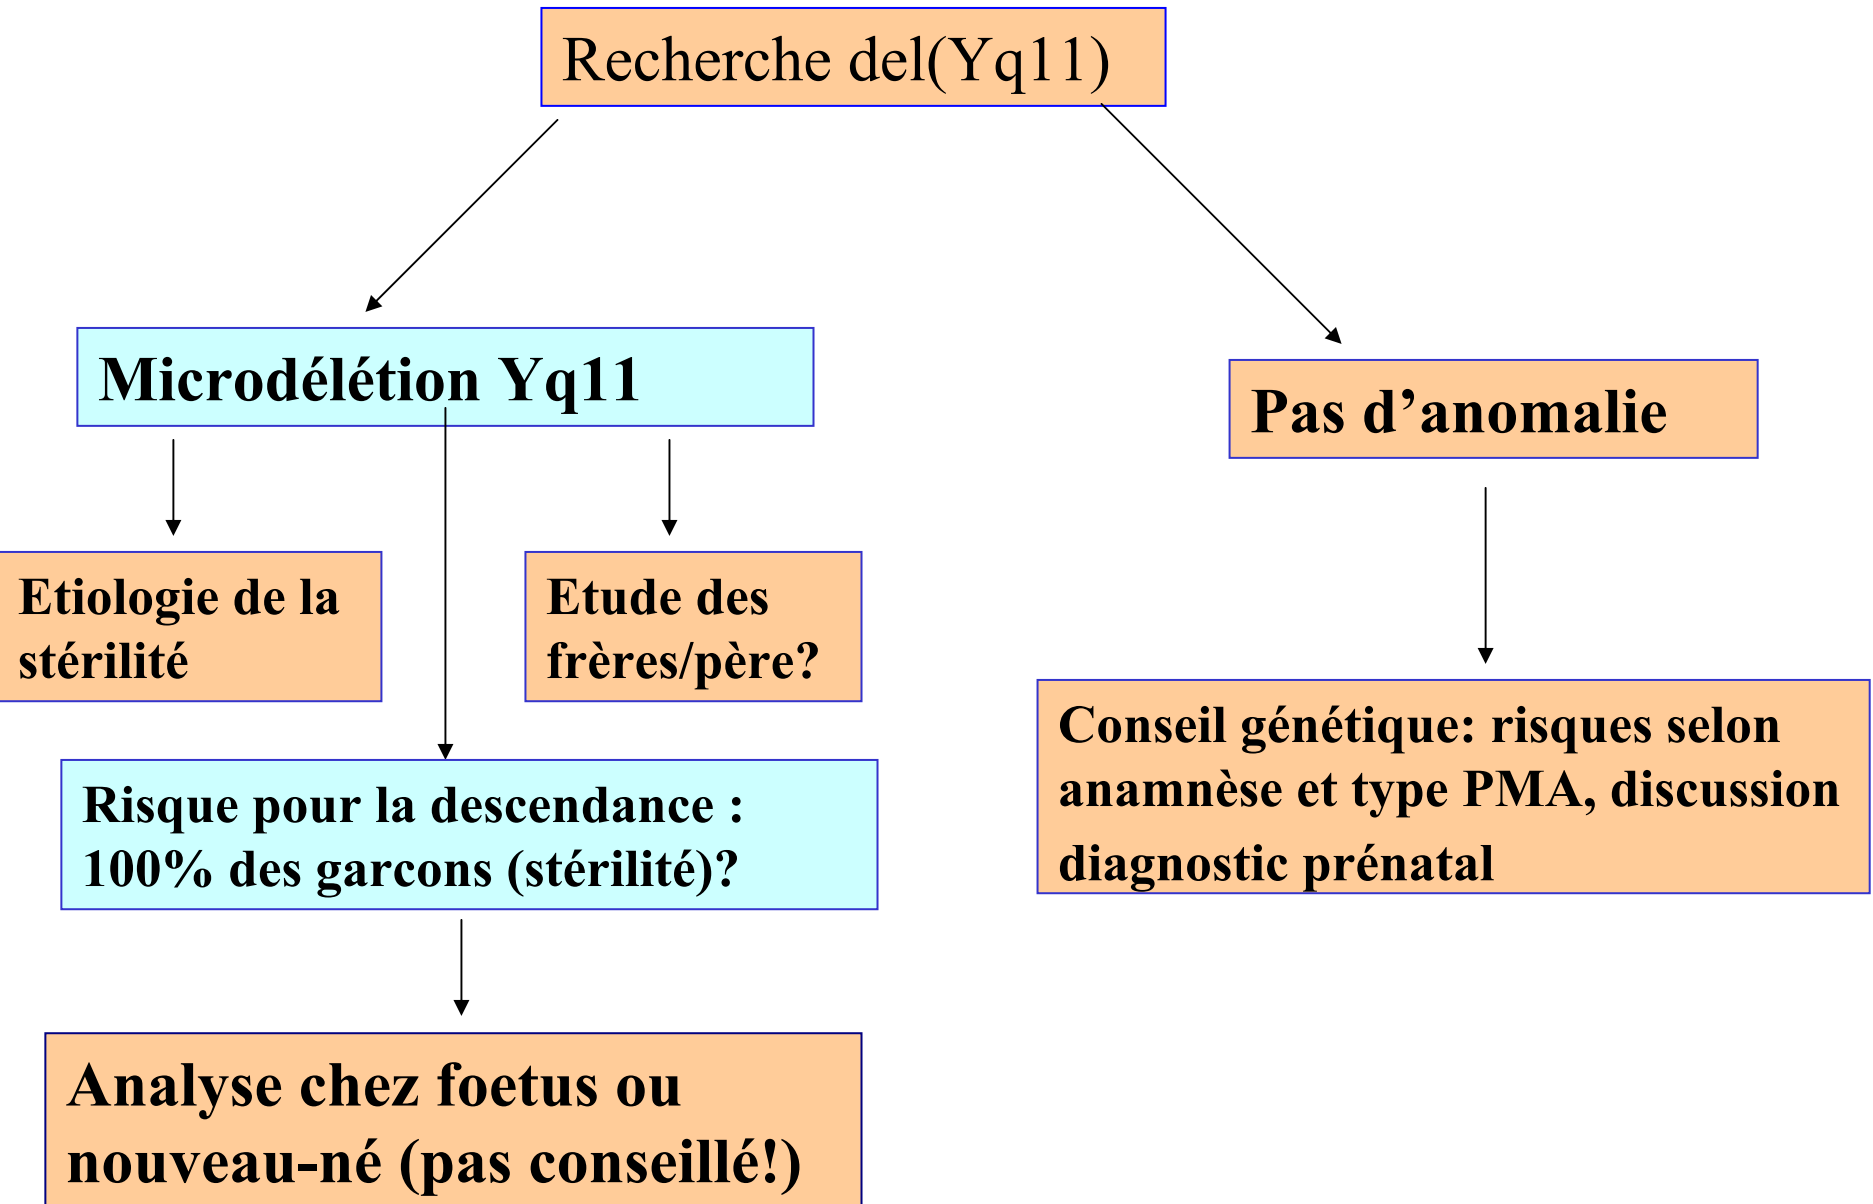 Recherche del(Yq11)
Microdélétion Yq11
Pas d’anomalie
Etiologie de la
stérilité
Etude des
frères/père?
Conseil génétique: risques selon
anamnèse et type PMA, discussion
diagnostic prénatal
Risque pour la descendance :
100% des garcons (stérilité)?
Analyse chez foetus ou
nouveau-né (pas conseillé!)